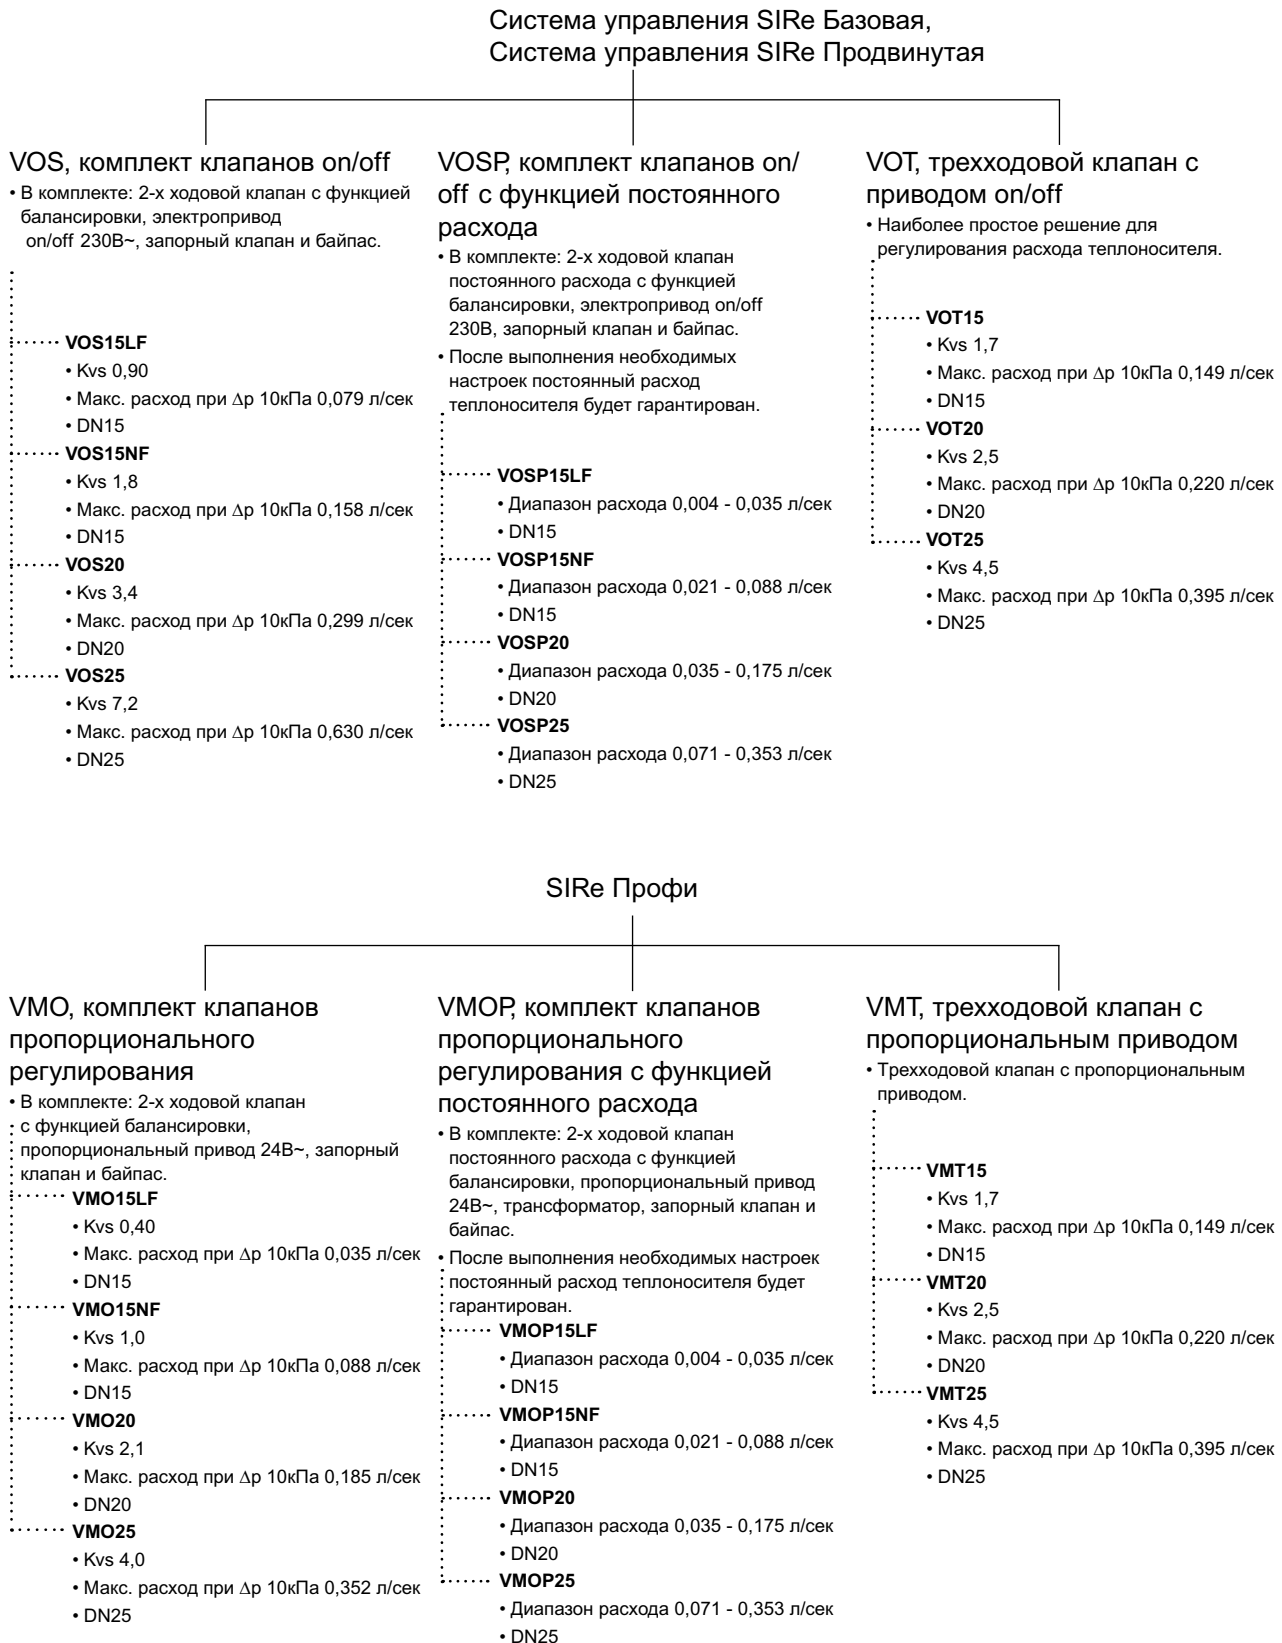 Система управления SIRe Базовая,
Система управления SIRe Продвинутая
VOS, комплект клапанов on/off
• В комплекте: 2-х ходовой клапан с функцией
балансировки, электропривод
on/off 230В~, запорный клапан и байпас.
VOS15LF
• Kvs 0,90
• Макс. расход при ∆p 10кПа 0,079 л/сек
• DN15
VOS15NF
• Kvs 1,8
• Макс. расход при ∆p 10кПа 0,158 л/сек
• DN15
VOS20
• Kvs 3,4
• Макс. расход при ∆p 10кПа 0,299 л/сек
• DN20
VOS25
• Kvs 7,2
• Макс. расход при ∆p 10кПа 0,630 л/сек
• DN25
VOSP, комплект клапанов on/
off с функцией постоянного
расхода
• В комплекте: 2-х ходовой клапан
постоянного расхода с функцией
балансировки, электропривод on/off
230В, запорный клапан и байпас.
• После выполнения необходимых
настроек постоянный расход
теплоносителя будет гарантирован.
VOSP15LF
• Диапазон расхода 0,004 - 0,035 л/сек
• DN15
VOSP15NF
• Диапазон расхода 0,021 - 0,088 л/сек
• DN15
VOSP20
• Диапазон расхода 0,035 - 0,175 л/сек
• DN20
VOSP25
• Диапазон расхода 0,071 - 0,353 л/сек
• DN25
VOT, трехходовой клапан с
приводом on/off
• Наиболее простое решение для
регулирования расхода теплоносителя.
VOT15
• Kvs 1,7
• Макс. расход при ∆p 10кПа 0,149 л/сек
• DN15
VOT20
• Kvs 2,5
• Макс. расход при ∆p 10кПа 0,220 л/сек
• DN20
VOT25
• Kvs 4,5
• Макс. расход при ∆p 10кПа 0,395 л/сек
• DN25
SIRe Профи
VMO, комплект клапанов
пропорционального
регулирования
• В комплекте: 2-х ходовой клапан
с функцией балансировки,
пропорциональный привод 24В~, запорный
клапан и байпас.
VMO15LF
• Kvs 0,40
• Макс. расход при ∆p 10кПа 0,035 л/сек
• DN15
VMO15NF
• Kvs 1,0
• Макс. расход при ∆p 10кПа 0,088 л/сек
• DN15
VMO20
• Kvs 2,1
• Макс. расход при ∆p 10кПа 0,185 л/сек
• DN20
VMO25
• Kvs 4,0
• Макс. расход при ∆p 10кПа 0,352 л/сек
• DN25
VMOP, комплект клапанов
пропорционального
регулирования с функцией
постоянного расхода
• В комплекте: 2-х ходовой клапан
постоянного расхода с функцией
балансировки, пропорциональный привод
24В~, трансформатор, запорный клапан и
байпас.
• После выполнения необходимых настроек
постоянный расход теплоносителя будет
гарантирован.
VMOP15LF
• Диапазон расхода 0,004 - 0,035 л/сек
• DN15
VMOP15NF
• Диапазон расхода 0,021 - 0,088 л/сек
• DN15
VMOP20
• Диапазон расхода 0,035 - 0,175 л/сек
• DN20
VMOP25
• Диапазон расхода 0,071 - 0,353 л/сек
• DN25
VMT, трехходовой клапан с
пропорциональным приводом
• Трехходовой клапан с пропорциональным
приводом.
VMT15
• Kvs 1,7
• Макс. расход при ∆p 10кПа 0,149 л/сек
• DN15
VMT20
• Kvs 2,5
• Макс. расход при ∆p 10кПа 0,220 л/сек
• DN20
VMT25
• Kvs 4,5
• Макс. расход при ∆p 10кПа 0,395 л/сек
• DN25